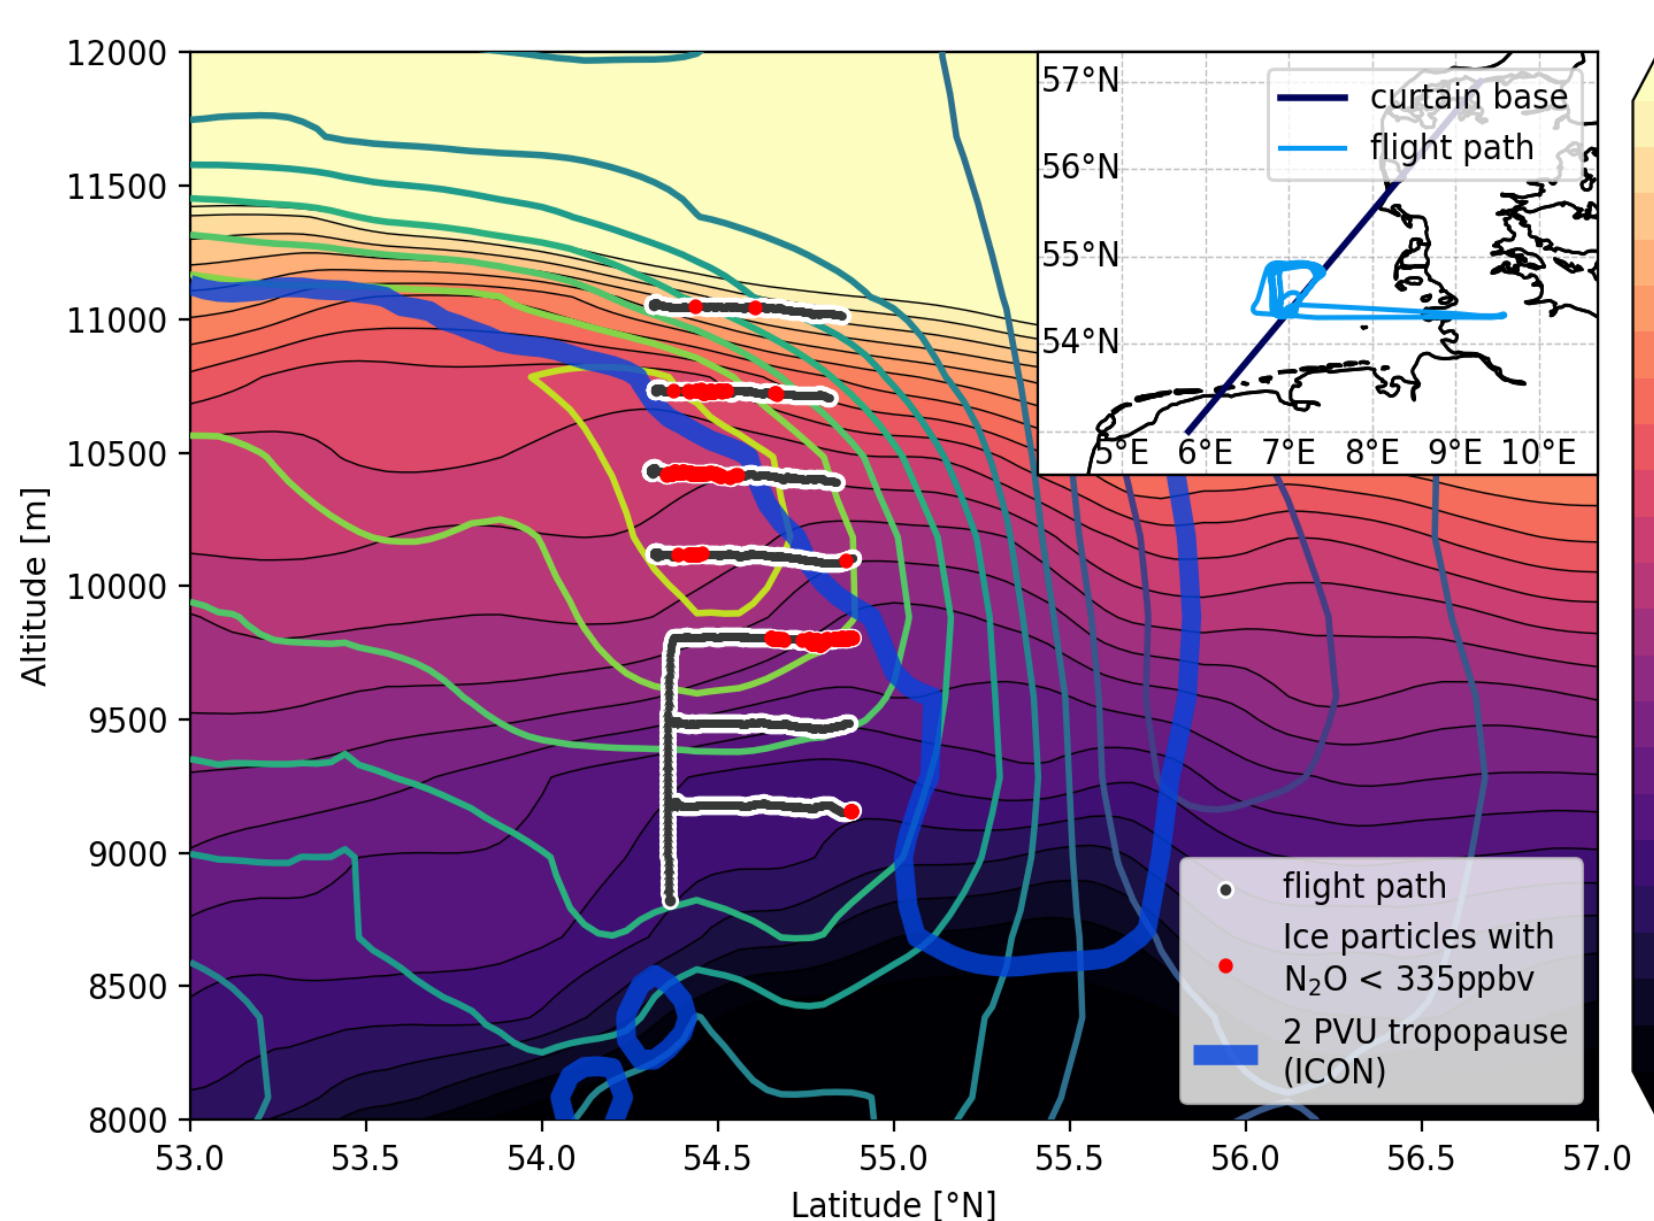 12000
11500
11000
10500
10000
9500
9000
8500
8000
Altitude [m]
53.0 53.5 54.0 54.5 55.0 55.5 56.0 56.5 57.0
Latitude [°N]
curtain base
flight path
57°N
56°N
55°N
54°N
5°E 6°E 7°E 8°E 9°E 10°E
flight path
Ice particles with
N₂O < 335ppbv
2 PVU tropopause
(ICON)